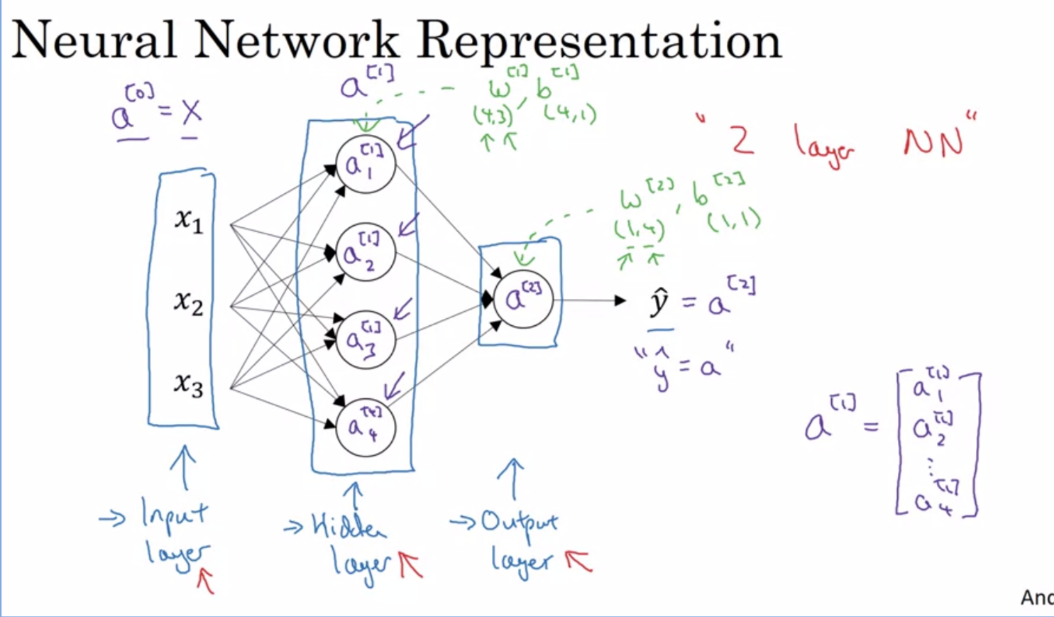 Neural Network Representation
a^[0] = X
a^[1]
w^[1], b^[1]
(4,3) (4,1)
"2 layer NN"
x₁
x₂
x₃
a₁^[1]
a₂^[1]
a₃^[1]
a₄^[4]
w^[2], b^[2]
(1,4) (1,1)
a^[2]
ŷ = a^[2]
"ŷ = a"
a^[1] =
a₁^[1]
a₂^[1]
⋮
a₄^[1]
→ Input
layer
→ Hidden
layer
→ Output
layer